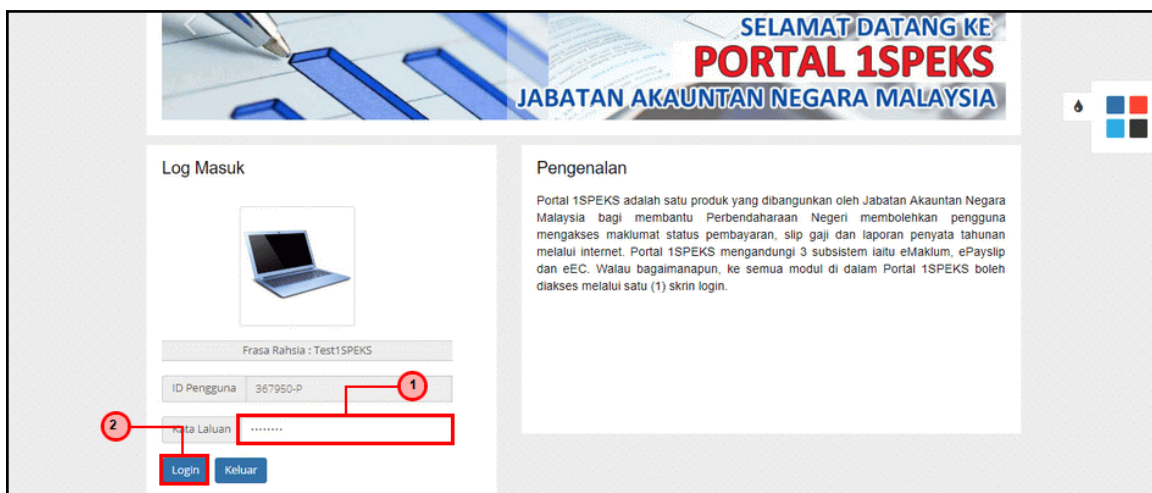 SELAMAT DATANG KE
PORTAL 1SPEKS
JABATAN AKAUNTAN NEGARA MALAYSIA
Log Masuk
Frasa Rahsia : Test1SPEKS
ID Pengguna 367950-P
1
2
Kata Laluan ········
Login Keluar
Pengenalan
Portal 1SPEKS adalah satu produk yang dibangunkan oleh Jabatan Akauntan Negara
Malaysia bagi membantu Perbendaharaan Negeri membolehkan pengguna
mengakses maklumat status pembayaran, slip gaji dan laporan penyata tahunan
melalui internet. Portal 1SPEKS mengandungi 3 subsistem iaitu eMaklum, ePayslip
dan eEC. Walau bagaimanapun, ke semua modul di dalam Portal 1SPEKS boleh
diakses melalui satu (1) skrin login.